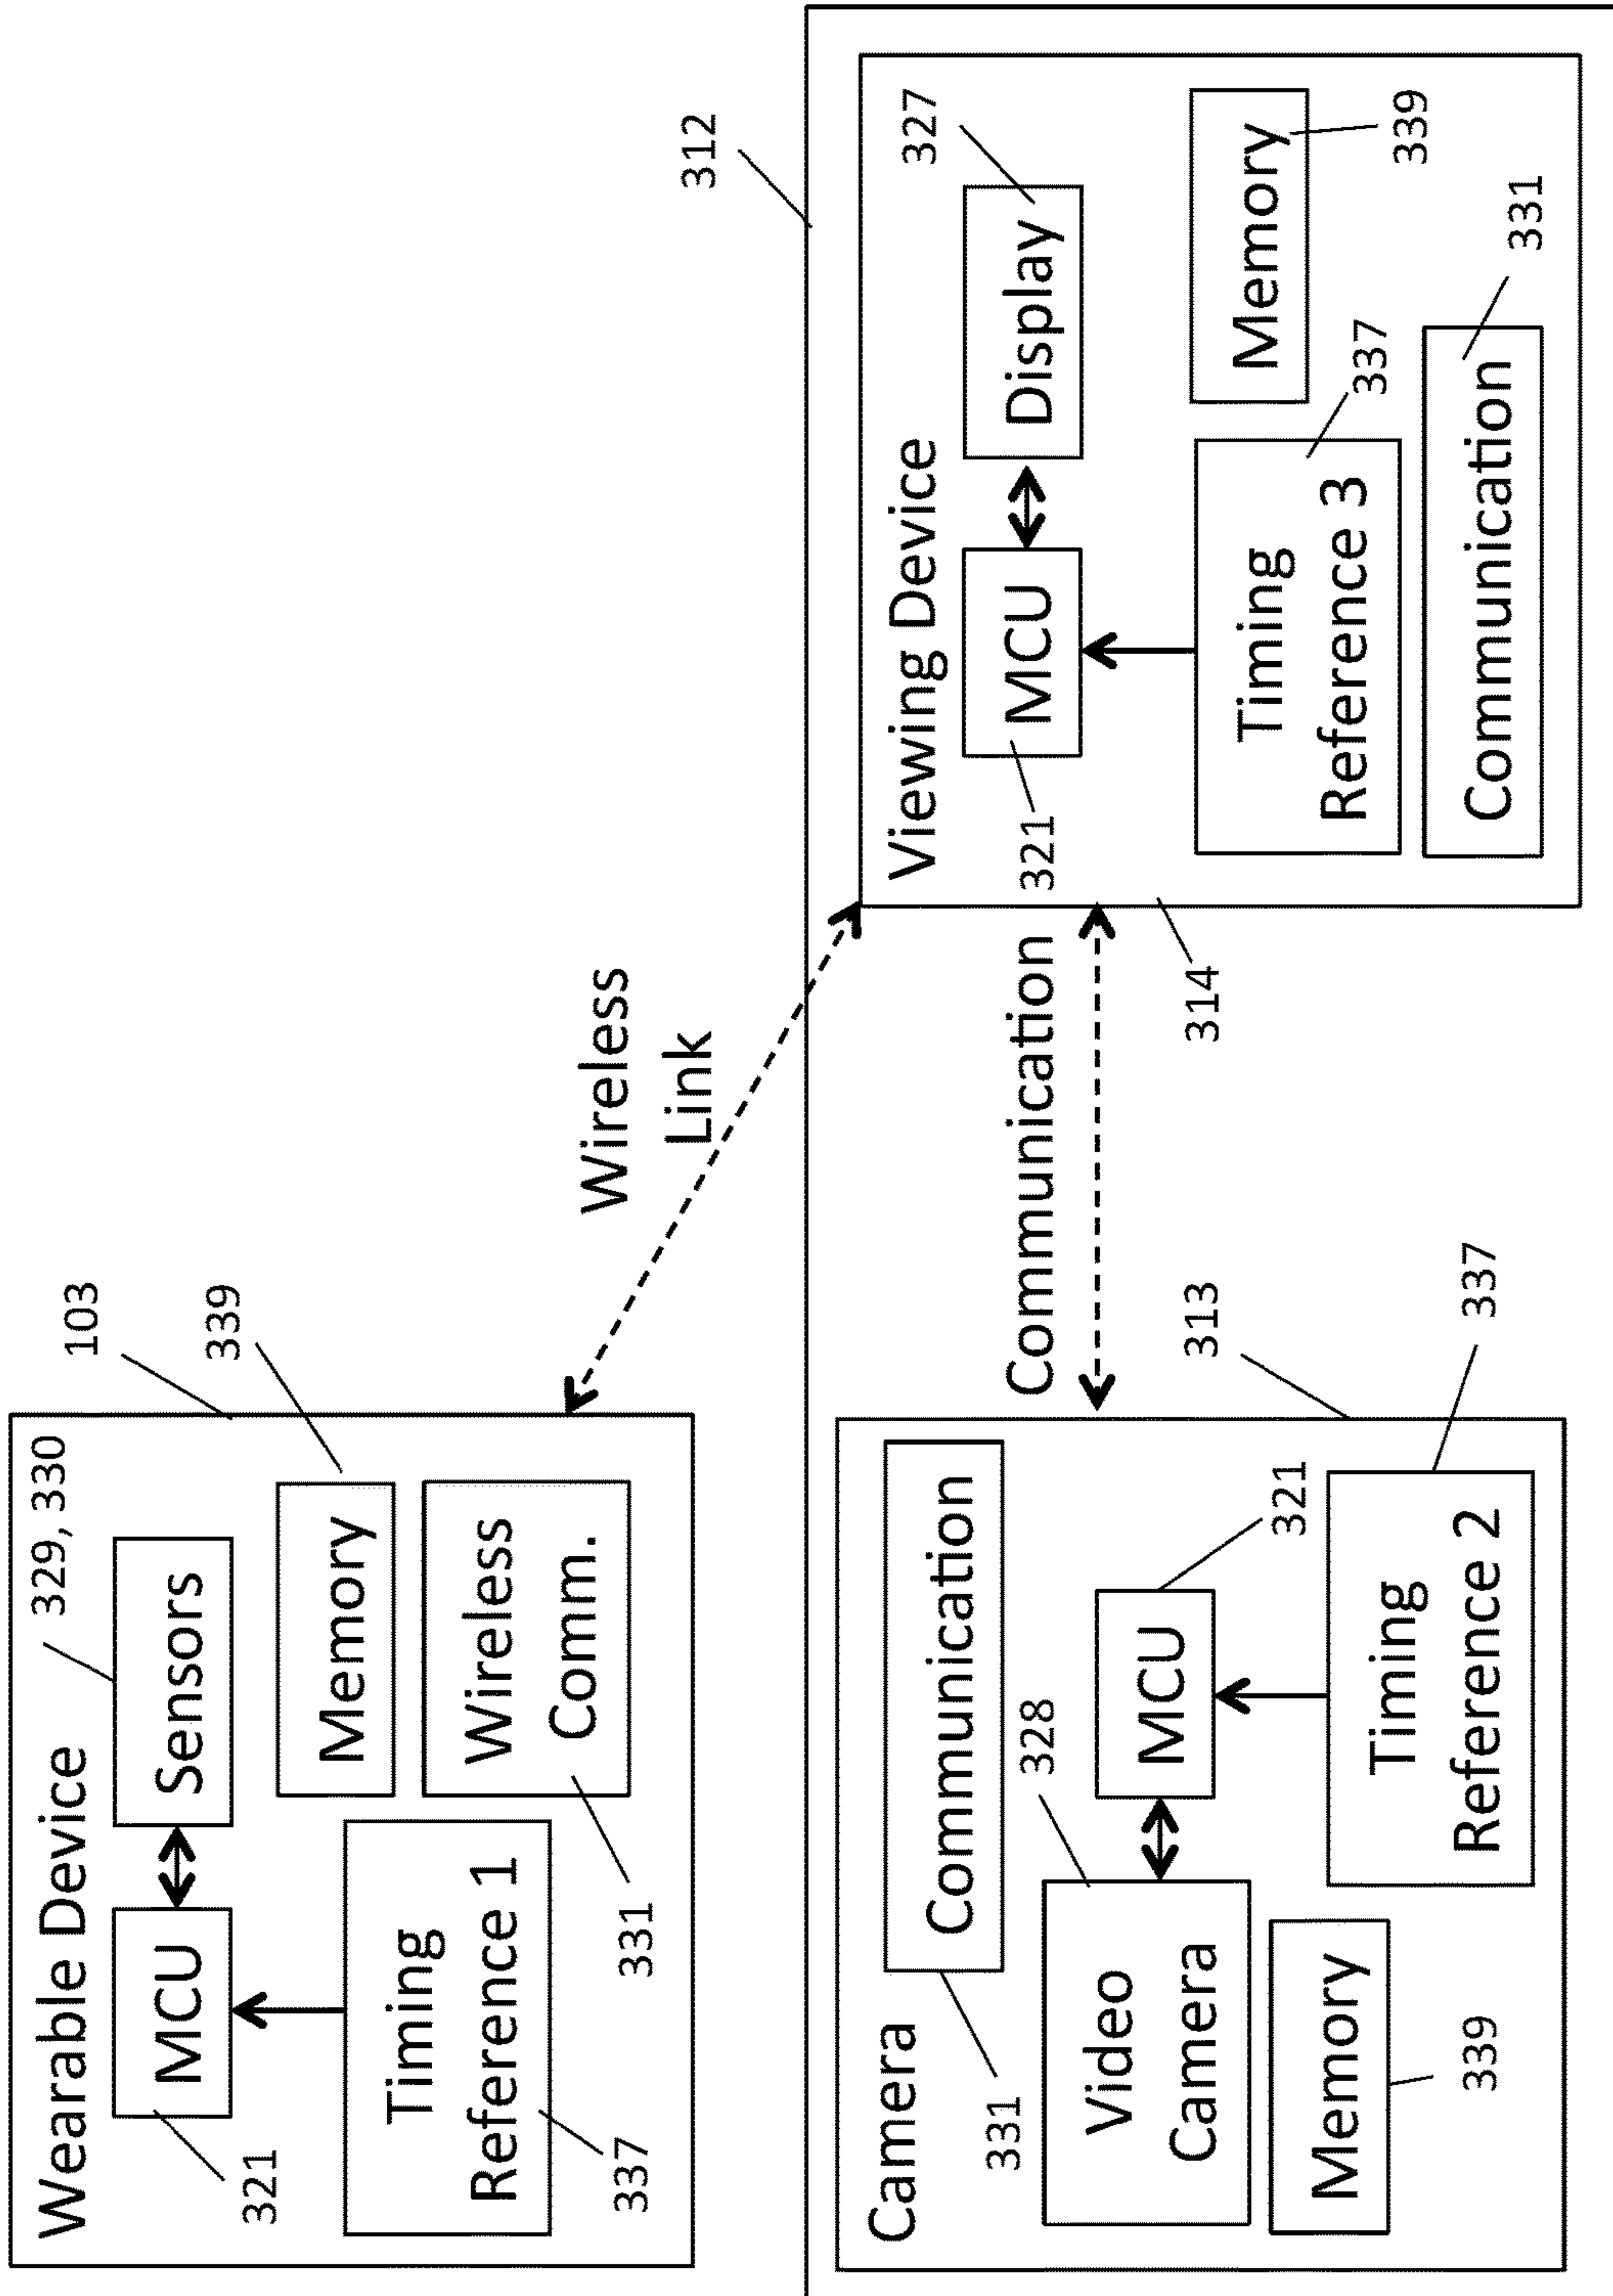 Wearable Device
103
329, 330
MCU
Sensors
321
339
Timing
Reference 1
Memory
337
Wireless
Comm.
331
Wireless
Link
312
Camera
313
Communication
331
Video
Camera
328
MCU
321
Memory
339
Timing
Reference 2
337
Communication
Viewing Device
314
MCU
321
Display
327
Timing
Reference 3
337
Memory
339
Communication
331